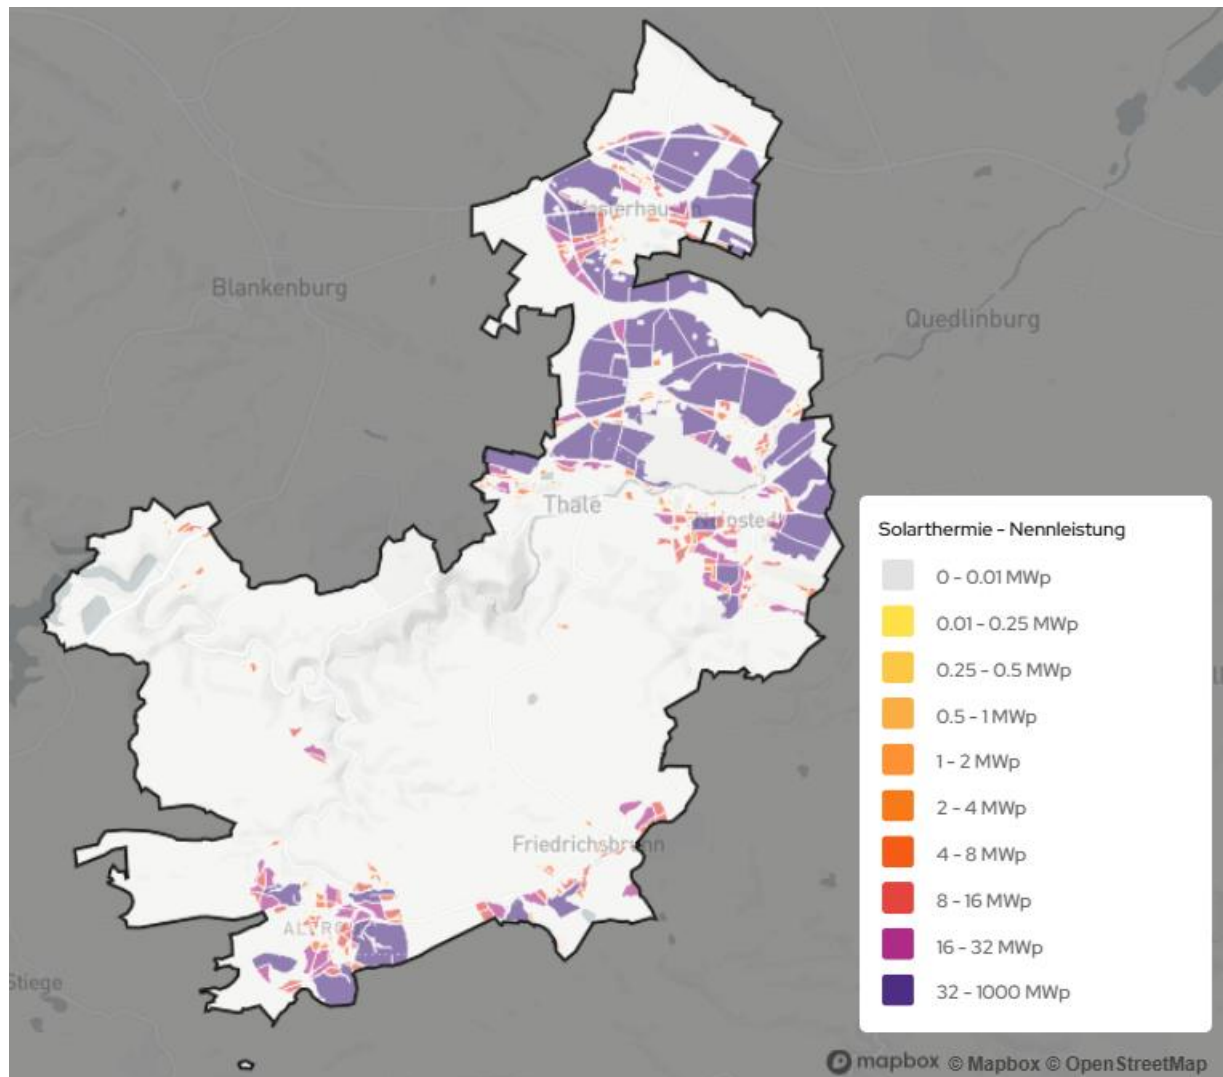 Blankenburg
Quedlinburg
Thale
Friedrichsbrunn
Stiege
Solarthermie - Nennleistung
0 - 0.01 MWp
0.01 - 0.25 MWp
0.25 - 0.5 MWp
0.5 - 1 MWp
1 - 2 MWp
2 - 4 MWp
4 - 8 MWp
8 - 16 MWp
16 - 32 MWp
32 - 1000 MWp
mapbox © Mapbox © OpenStreetMap